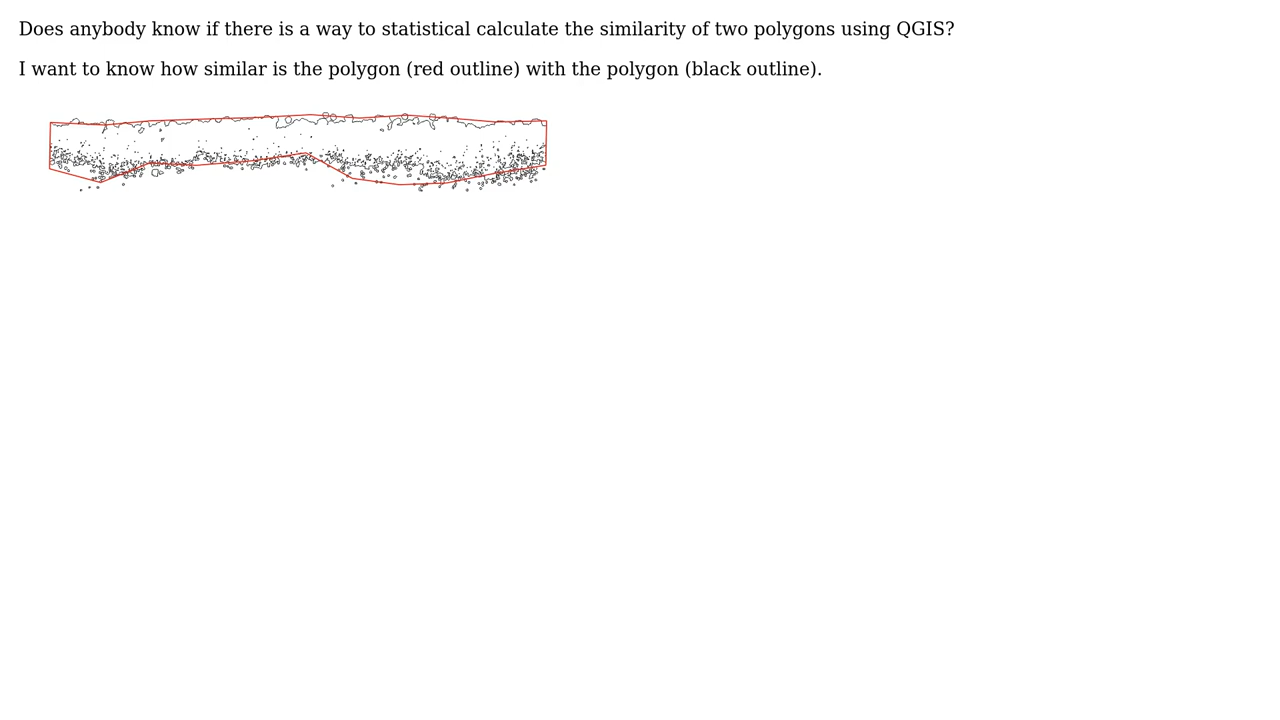 Does anybody know if there is a way to statistical calculate the similarity of two polygons using QGIS?
I want to know how similar is the polygon (red outline) with the polygon (black outline).